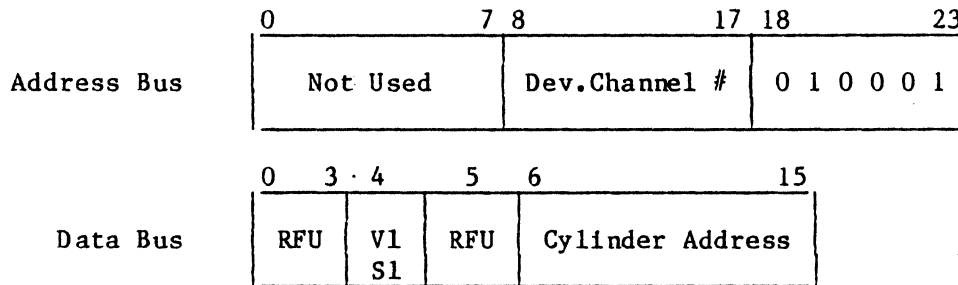 0 7 8 17 18 23
Address Bus Not Used Dev.Channel # 0 1 0 0 0 1
0 3 4 5 6 15
Data Bus RFU V1 RFU Cylinder Address
S1